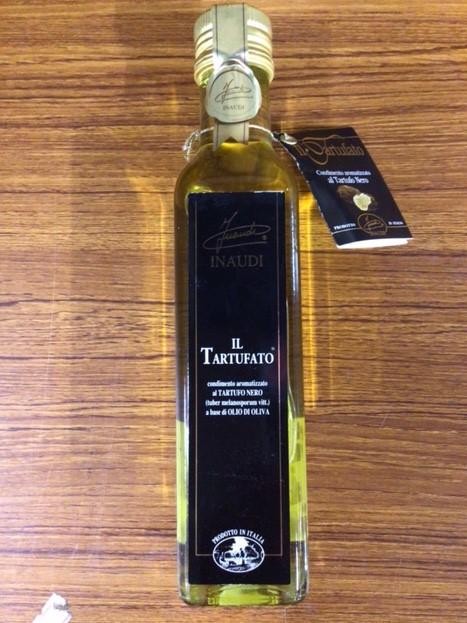 INAUDI
il Tartufato
Condimento aromatizzato
al Tartufo Nero
PRODOTTO IN ITALIA
Inaudi®
INAUDI
IL
TARTUFATO®
condimento aromatizzato
al TARTUFO NERO
(tuber melanosporum vitt.)
a base di OLIO DI OLIVA
PRODOTTO IN ITALIA